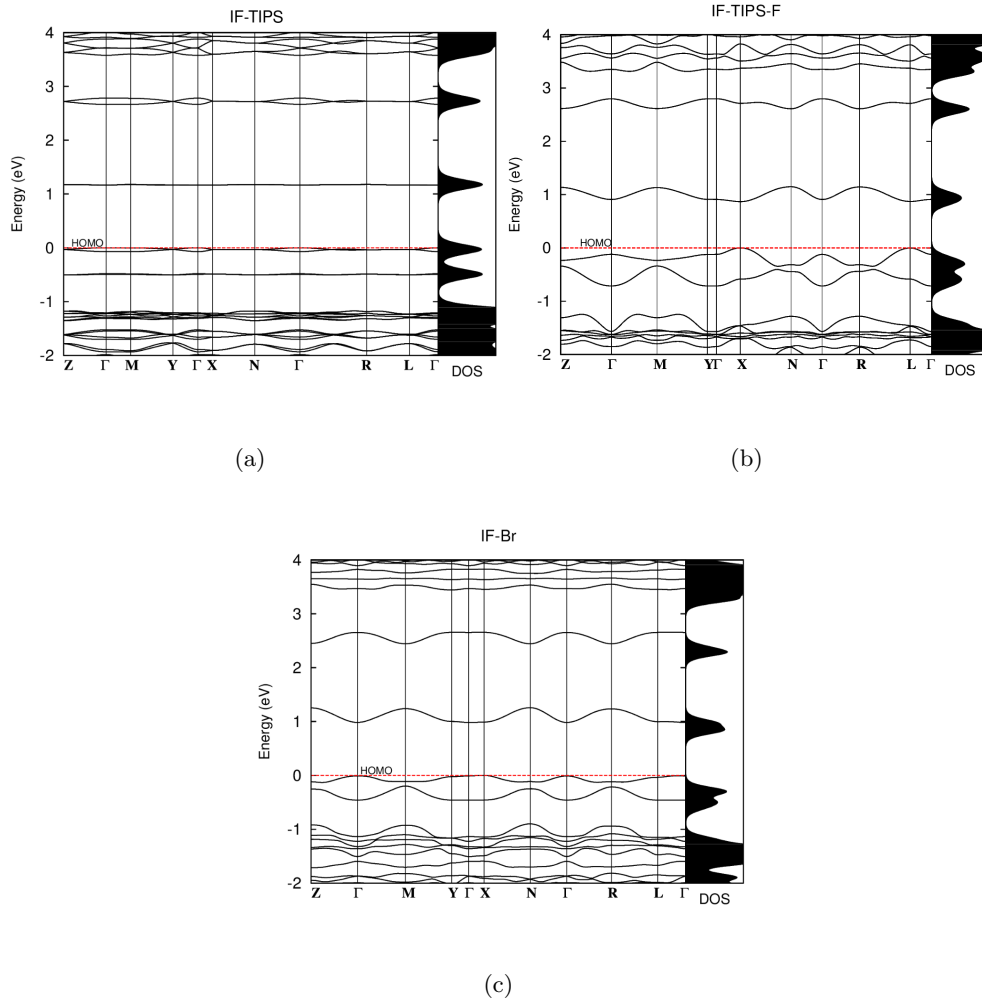 IF-TIPS
4
3
2
1
0
-1
-2
Energy (eV)
HOMO
Z Γ M Y Γ X N Γ R L Γ
DOS
(a)
IF-TIPS-F
4
3
2
1
0
-1
-2
Energy (eV)
HOMO
Z Γ M Y Γ X N Γ R L Γ
DOS
(b)
IF-Br
4
3
2
1
0
-1
-2
Energy (eV)
HOMO
Z Γ M Y Γ X N Γ R L Γ
DOS
(c)